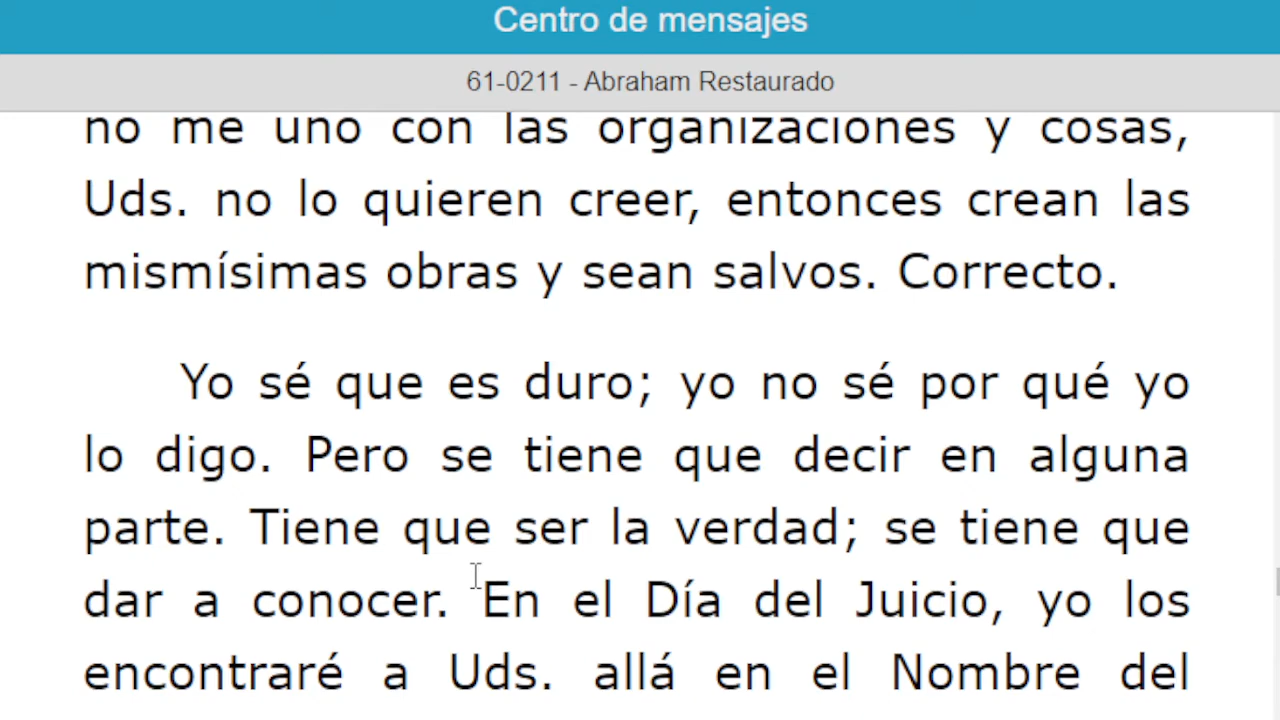 Centro de mensajes
61-0211 - Abraham Restaurado
no me uno con las organizaciones y cosas,
Uds. no lo quieren creer, entonces crean las
mismísimas obras y sean salvos. Correcto.
Yo sé que es duro; yo no sé por qué yo
lo digo. Pero se tiene que decir en alguna
parte. Tiene que ser la verdad; se tiene que
dar a conocer. En el Día del Juicio, yo los
encontraré a Uds. allá en el Nombre del